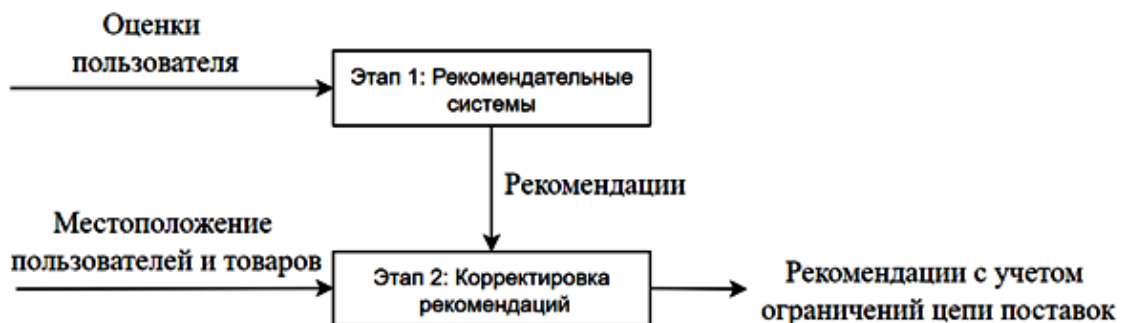 Оценки
пользователя
Этап 1: Рекомендательные
системы
Рекомендации
Местоположение
пользователей и товаров
Этап 2: Корректировка
рекомендаций
Рекомендации с учетом
ограничений цепи поставок